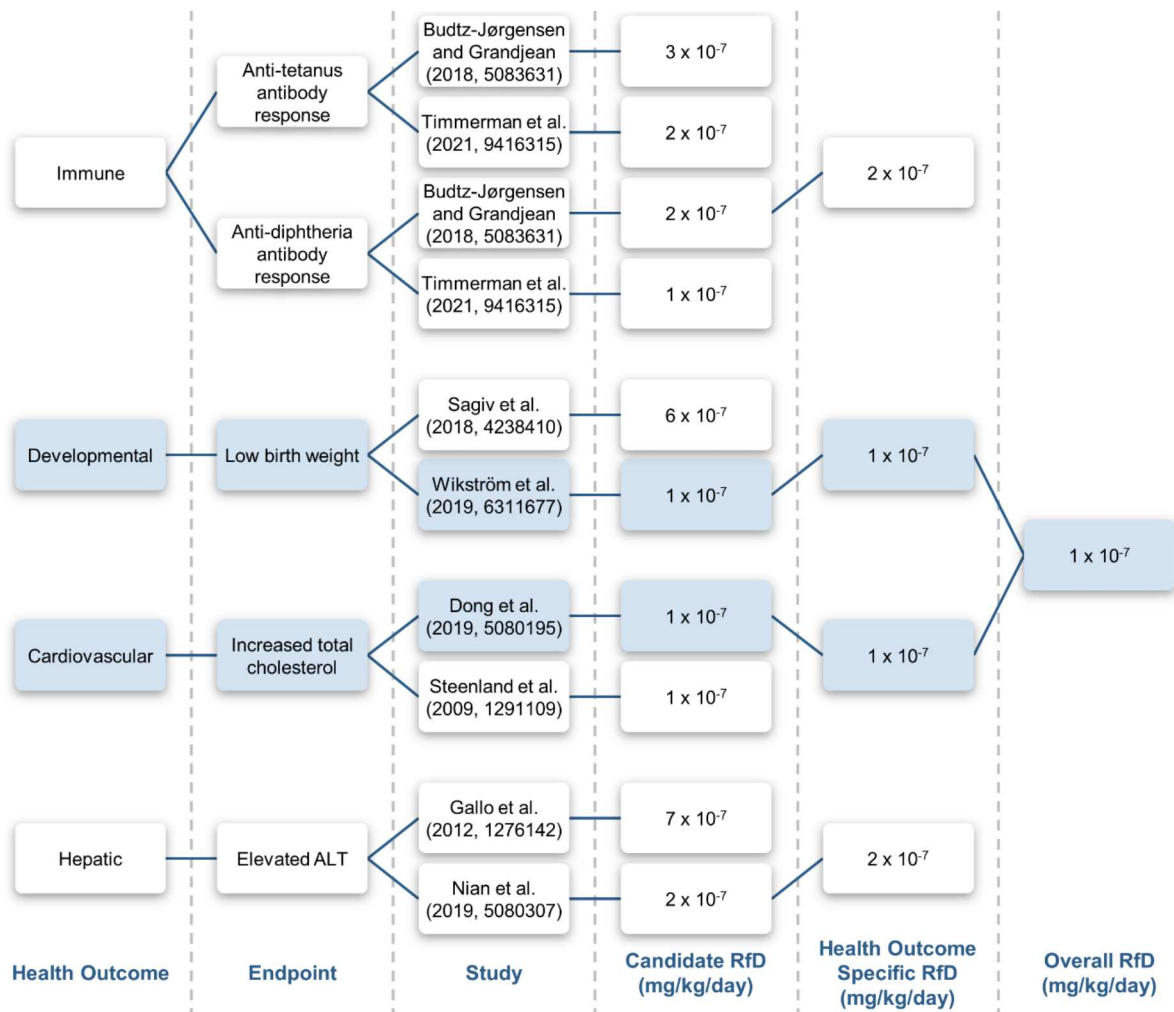 Budtz-Jørgensen
and Grandjean
(2018, 5083631)
3 x 10-7
Anti-tetanus
antibody
response
Timmerman et al.
(2021, 9416315)
2 x 10-7
Immune
2 x 10-7
Budtz-Jørgensen
and Grandjean
(2018, 5083631)
2 x 10-7
Anti-diphtheria
antibody
response
Timmerman et al.
(2021, 9416315)
1 x 10-7
Sagiv et al.
(2018, 4238410)
6 x 10-7
Developmental
Low birth weight
1 x 10-7
Wikström et al.
(2019, 6311677)
1 x 10-7
1 x 10-7
Dong et al.
(2019, 5080195)
1 x 10-7
Cardiovascular
Increased total
cholesterol
1 x 10-7
Steenland et al.
(2009, 1291109)
1 x 10-7
Gallo et al.
(2012, 1276142)
7 x 10-7
Hepatic
Elevated ALT
2 x 10-7
Nian et al.
(2019, 5080307)
2 x 10-7
Health Outcome
Endpoint
Study
Candidate RfD
(mg/kg/day)
Health Outcome
Specific RfD
(mg/kg/day)
Overall RfD
(mg/kg/day)